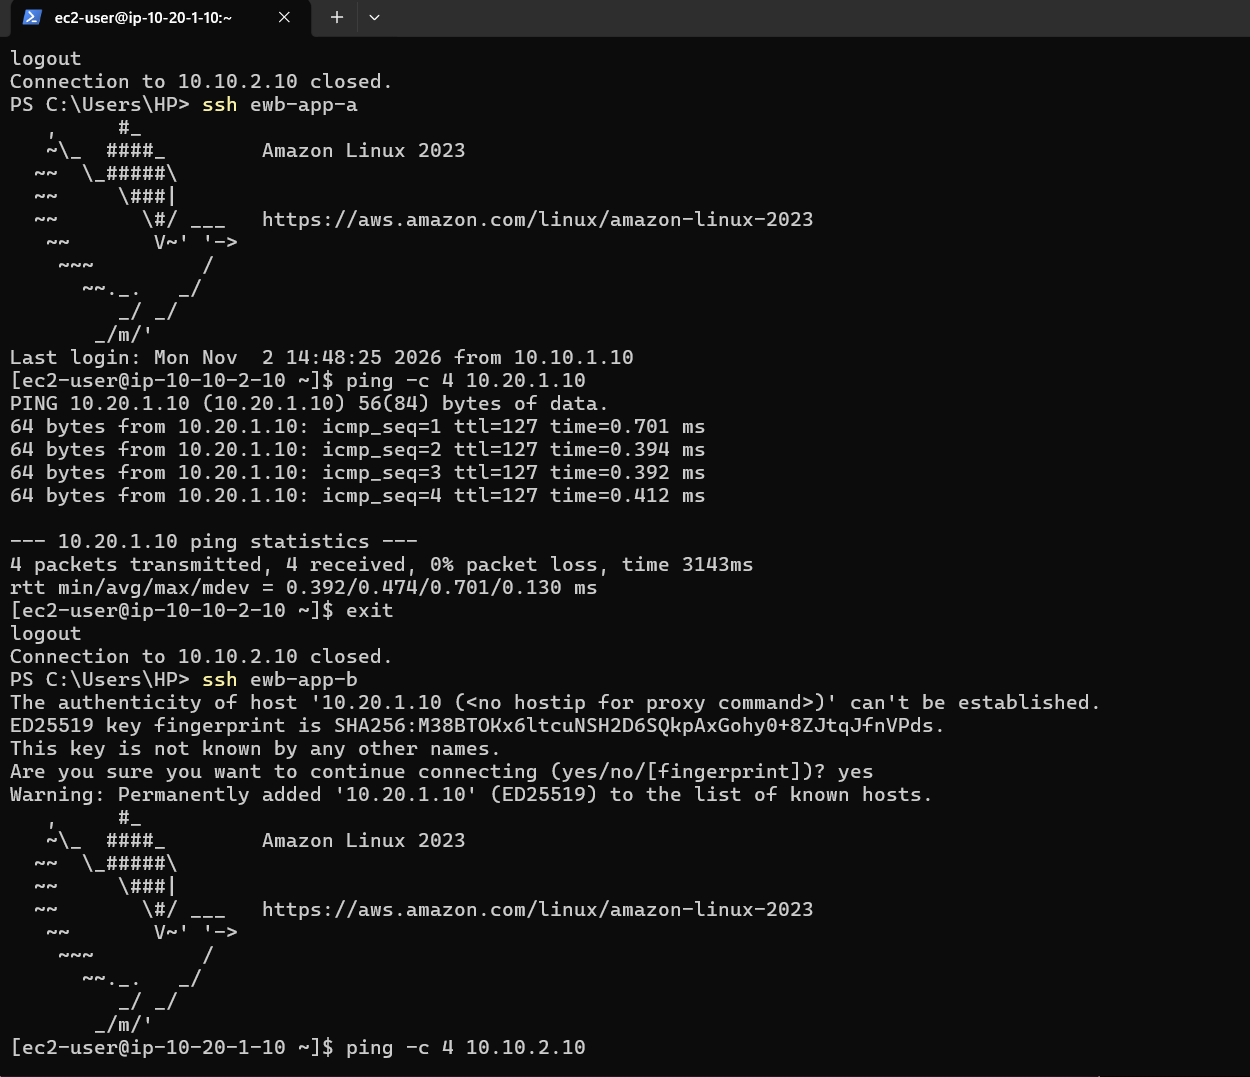 ec2-user@ip-10-20-1-10:~
logout
Connection to 10.10.2.10 closed.
PS C:\Users\HP> ssh ewb-app-a
   ,     #_
   ~\_  ####_        Amazon Linux 2023
  ~~  \_#####\
  ~~     \###|
  ~~       \#/ ___   https://aws.amazon.com/linux/amazon-linux-2023
   ~~       V~' '->
    ~~~         /
      ~~._.   _/
         _/ _/
       _/m/'
Last login: Mon Nov  2 14:48:25 2026 from 10.10.1.10
[ec2-user@ip-10-10-2-10 ~]$ ping -c 4 10.20.1.10
PING 10.20.1.10 (10.20.1.10) 56(84) bytes of data.
64 bytes from 10.20.1.10: icmp_seq=1 ttl=127 time=0.701 ms
64 bytes from 10.20.1.10: icmp_seq=2 ttl=127 time=0.394 ms
64 bytes from 10.20.1.10: icmp_seq=3 ttl=127 time=0.392 ms
64 bytes from 10.20.1.10: icmp_seq=4 ttl=127 time=0.412 ms

--- 10.20.1.10 ping statistics ---
4 packets transmitted, 4 received, 0% packet loss, time 3143ms
rtt min/avg/max/mdev = 0.392/0.474/0.701/0.130 ms
[ec2-user@ip-10-10-2-10 ~]$ exit
logout
Connection to 10.10.2.10 closed.
PS C:\Users\HP> ssh ewb-app-b
The authenticity of host '10.20.1.10 (<no hostip for proxy command>)' can't be established.
ED25519 key fingerprint is SHA256:M38BTOKx6ltcuNSH2D6SQkpAxGohy0+8ZJtqJfnVPds.
This key is not known by any other names.
Are you sure you want to continue connecting (yes/no/[fingerprint])? yes
Warning: Permanently added '10.20.1.10' (ED25519) to the list of known hosts.
   ,     #_
   ~\_  ####_        Amazon Linux 2023
  ~~  \_#####\
  ~~     \###|
  ~~       \#/ ___   https://aws.amazon.com/linux/amazon-linux-2023
   ~~       V~' '->
    ~~~         /
      ~~._.   _/
         _/ _/
       _/m/'
[ec2-user@ip-10-20-1-10 ~]$ ping -c 4 10.10.2.10